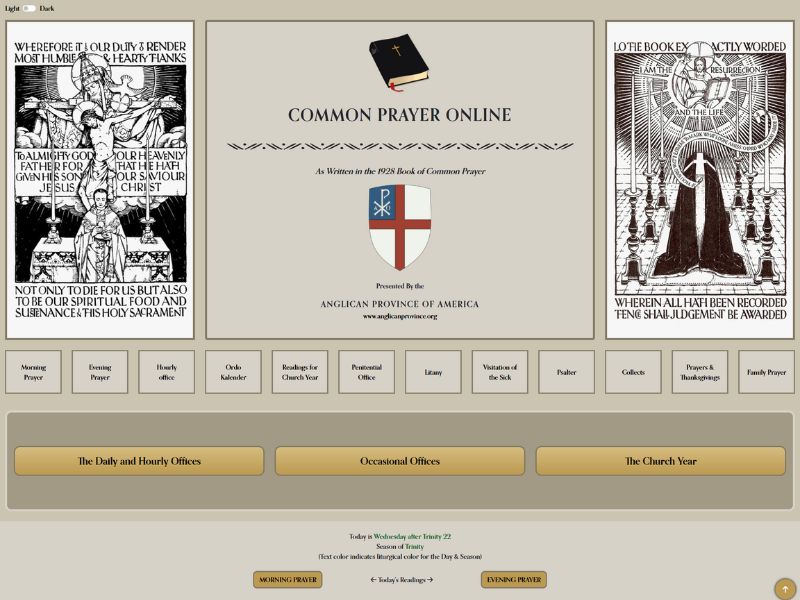 Light Dark
WHEREFORE IT IS OUR DUTY TO RENDER
MOST HUMBLE & HEARTY THANKS
TO ALMIGHTY GOD OUR HEAVENLY
FATHER FOR THAT HE HATH
GIVEN HIS SON OUR SAVIOUR
JESUS CHRIST
NOT ONLY TO DIE FOR US BUT ALSO
TO BE OUR SPIRITUAL FOOD AND
SUSTENANCE & THIS HOLY SACRAMENT
COMMON PRAYER ONLINE
As Written in the 1928 Book of Common Prayer
Presented By the
ANGLICAN PROVINCE OF AMERICA
www.anglicanprovince.org
LO THE BOOK EXACTLY WORDED
I AM THE RESURRECTION
AND THE LIFE
WHEREIN ALL HATH BEEN RECORDED
THENCE SHALL JUDGEMENT BE AWARDED
Morning
Prayer
Evening
Prayer
Hourly
office
Ordo
Kalender
Readings for
Church Year
Penitential
Office
Litany
Visitation of
the Sick
Psalter
Collects
Prayers &
Thanksgivings
Family Prayer
The Daily and Hourly Offices
Occasional Offices
The Church Year
Today is Wednesday after Trinity 22
Season of Trinity
(Text color indicates liturgical color for the Day & Season)
MORNING PRAYER
← Today's Readings →
EVENING PRAYER